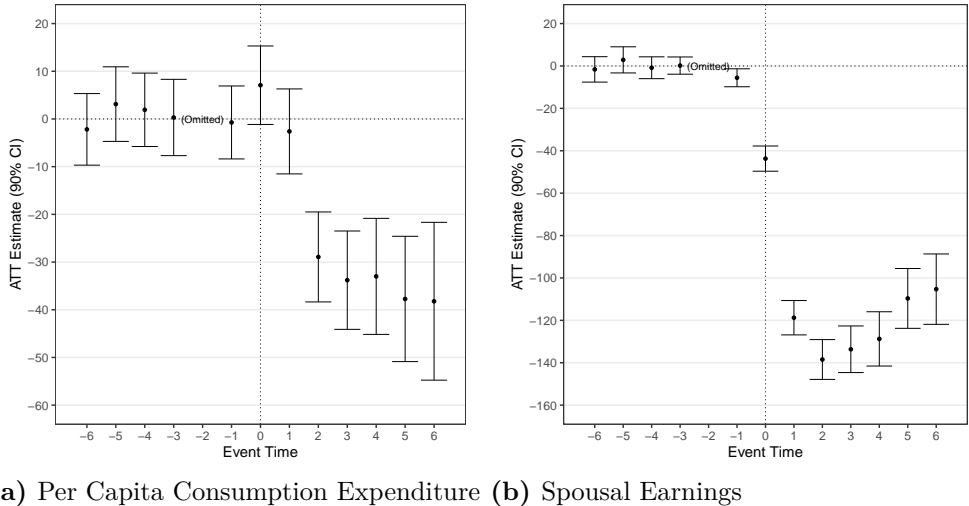 20
10
0
−10
−20
−30
−40
−50
−60
ATT Estimate (90% CI)
(Omitted)
−6 −5 −4 −3 −2 −1 0 1 2 3 4 5 6
Event Time
20
0
−20
−40
−60
−80
−100
−120
−140
−160
ATT Estimate (90% CI)
(Omitted)
−6 −5 −4 −3 −2 −1 0 1 2 3 4 5 6
Event Time
a) Per Capita Consumption Expenditure (b) Spousal Earnings